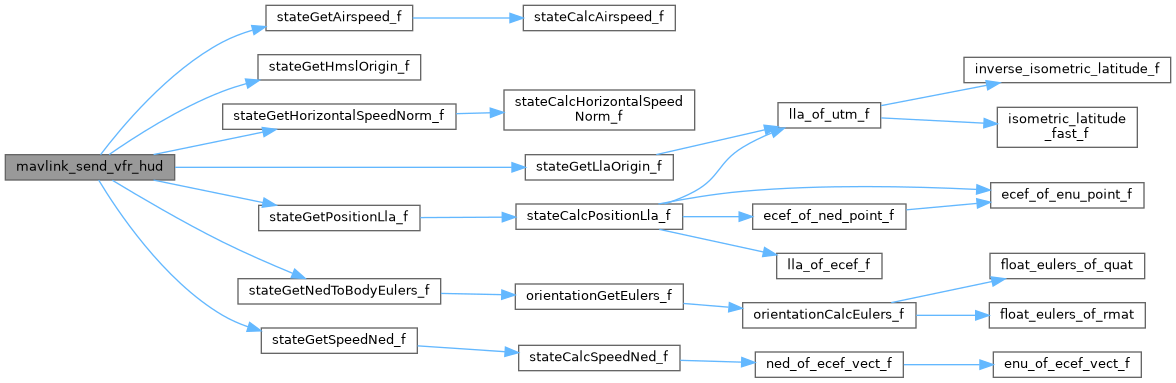 mavlink_send_vfr_hud
stateGetAirspeed_f
stateCalcAirspeed_f
stateGetHmslOrigin_f
stateGetHorizontalSpeedNorm_f
stateCalcHorizontalSpeed
Norm_f
stateGetLlaOrigin_f
lla_of_utm_f
inverse_isometric_latitude_f
isometric_latitude
_fast_f
stateGetPositionLla_f
stateCalcPositionLla_f
ecef_of_ned_point_f
ecef_of_enu_point_f
lla_of_ecef_f
stateGetNedToBodyEulers_f
orientationGetEulers_f
orientationCalcEulers_f
float_eulers_of_quat
float_eulers_of_rmat
stateGetSpeedNed_f
stateCalcSpeedNed_f
ned_of_ecef_vect_f
enu_of_ecef_vect_f